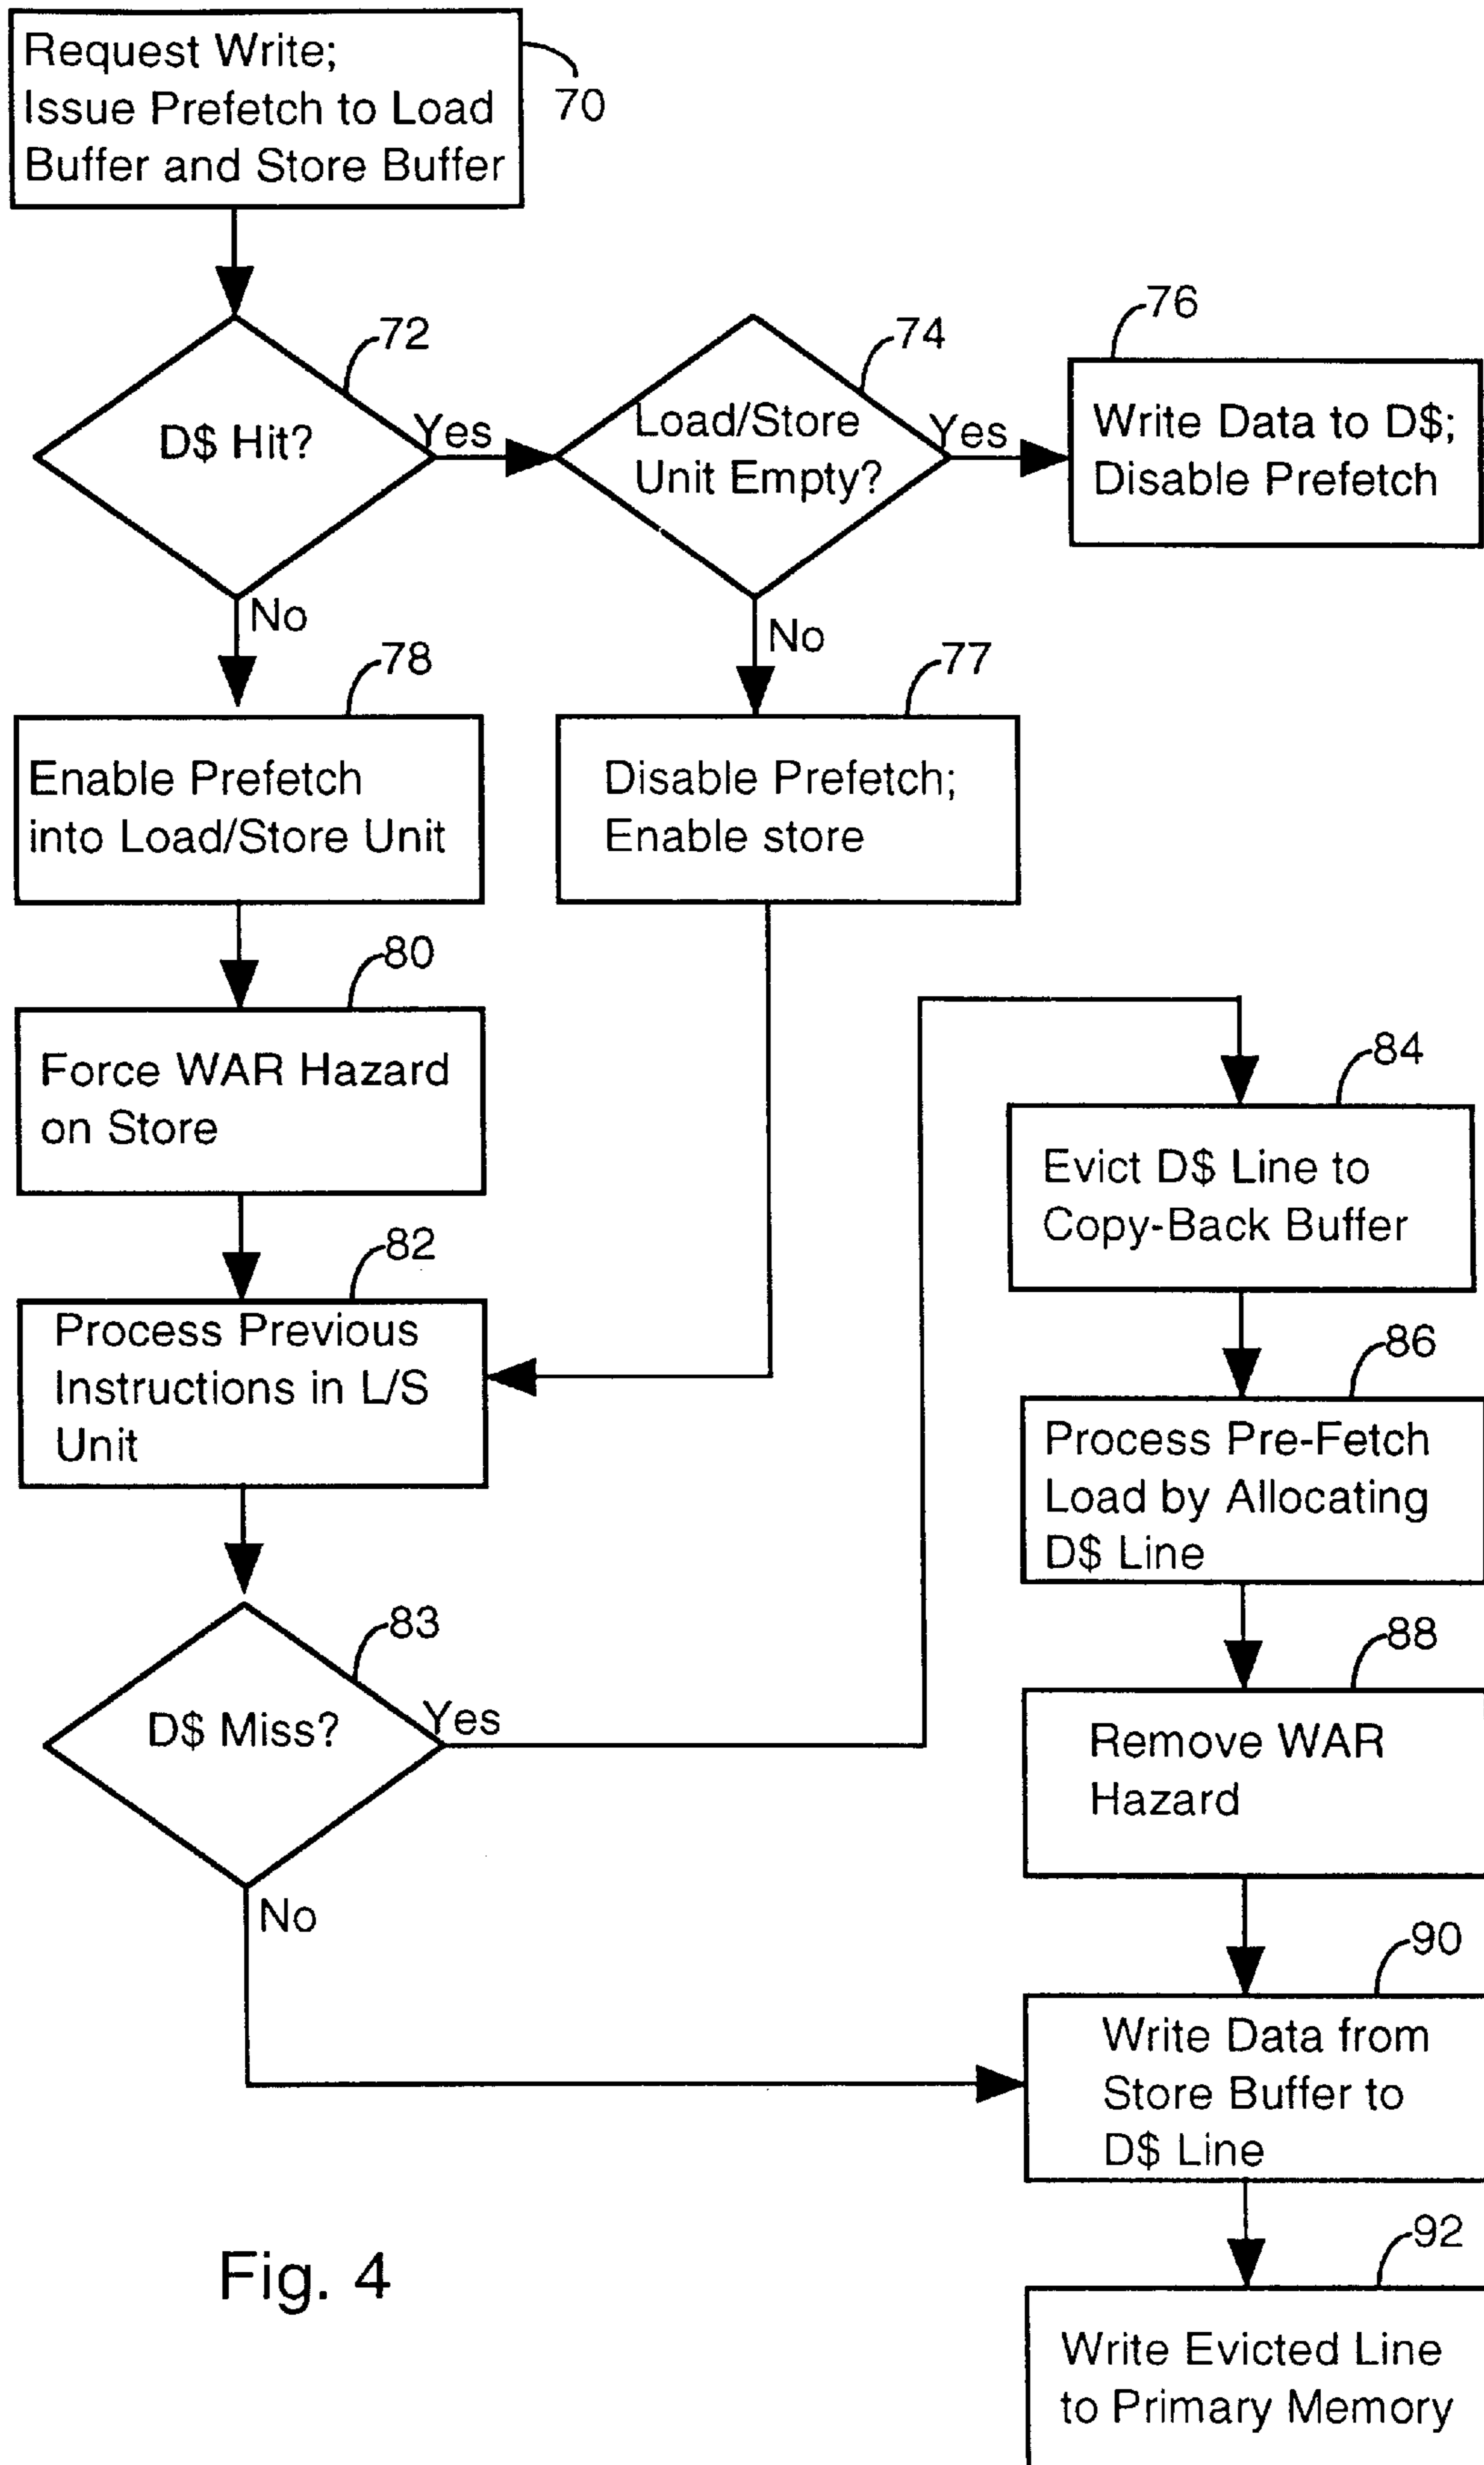 Request Write;
Issue Prefetch to Load
Buffer and Store Buffer
70
72
D$ Hit?
Yes
No
74
Load/Store
Unit Empty?
Yes
No
76
Write Data to D$;
Disable Prefetch
78
Enable Prefetch
into Load/Store Unit
77
Disable Prefetch;
Enable store
80
Force WAR Hazard
on Store
82
Process Previous
Instructions in L/S
Unit
83
D$ Miss?
Yes
No
84
Evict D$ Line to
Copy-Back Buffer
86
Process Pre-Fetch
Load by Allocating
D$ Line
88
Remove WAR
Hazard
90
Write Data from
Store Buffer to
D$ Line
92
Write Evicted Line
to Primary Memory
Fig. 4